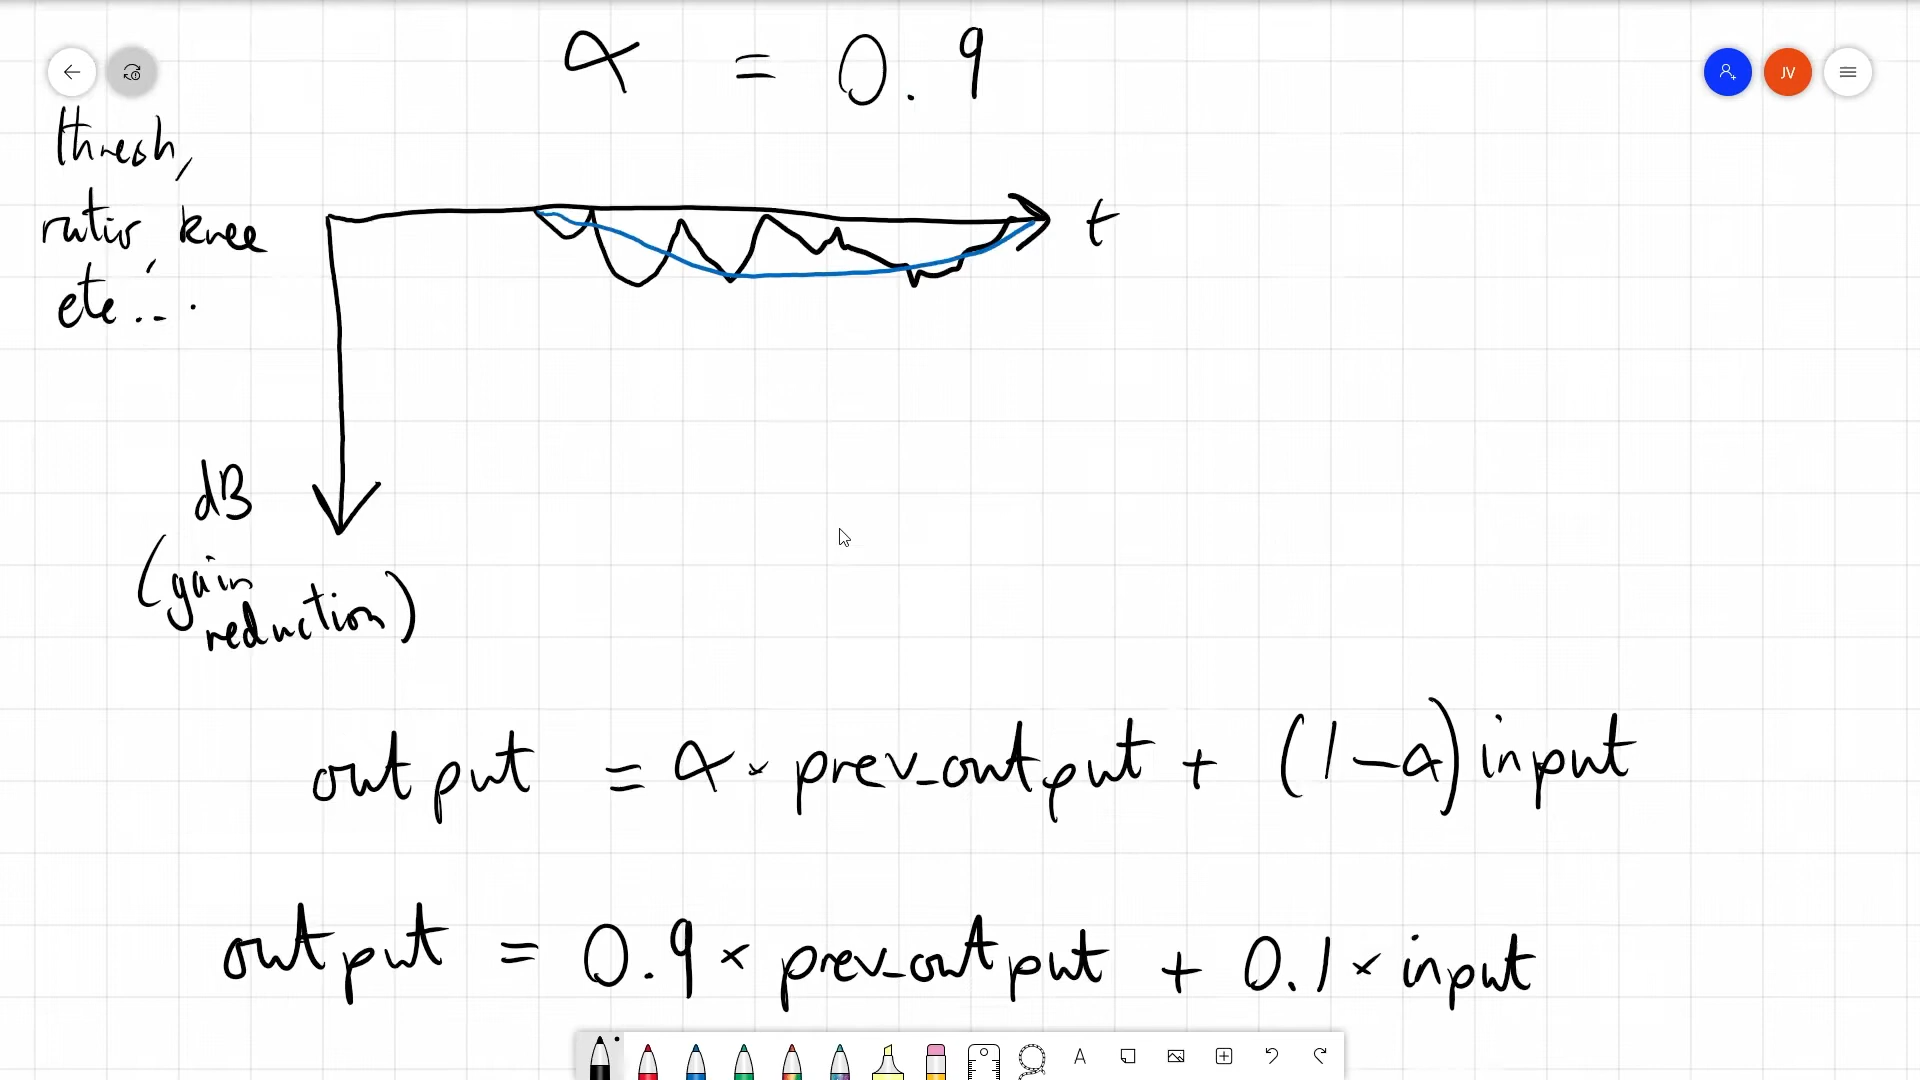 α = 0.9
JV
thresh,
ratio, knee
etc...
t
dB
(gain
reduction)
output = α × prev_output + (1-α) input
output = 0.9 × prev_output + 0.1 × input
A